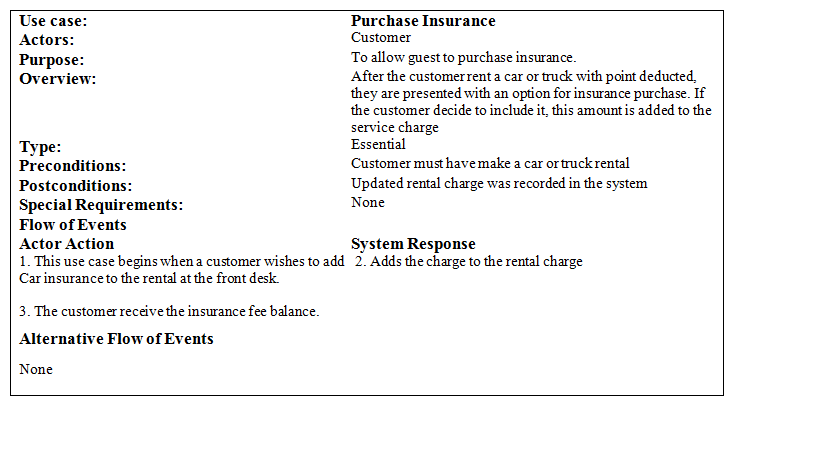 Use case: Purchase Insurance
Actors: Customer
Purpose: To allow guest to purchase insurance.
Overview: After the customer rent a car or truck with point deducted,
they are presented with an option for insurance purchase. If
the customer decide to include it, this amount is added to the
service charge
Type: Essential
Preconditions: Customer must have make a car or truck rental
Postconditions: Updated rental charge was recorded in the system
Special Requirements: None
Flow of Events
Actor Action System Response
1. This use case begins when a customer wishes to add 2. Adds the charge to the rental charge
Car insurance to the rental at the front desk.
3. The customer receive the insurance fee balance.
Alternative Flow of Events
None